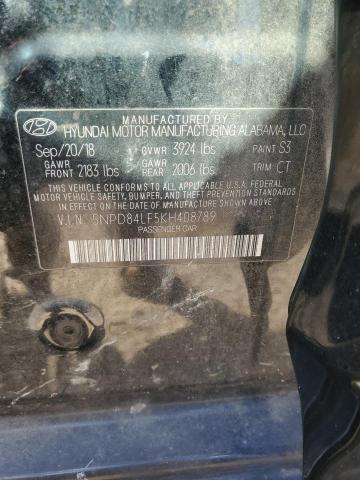 MANUFACTURED BY
HYUNDAI MOTOR MANUFACTURING ALABAMA, LLC
Sep/20/18 GVWR 3924 lbs PAINT S3
GAWR FRONT 2183 lbs GAWR REAR 2006 lbs TRIM CT
THIS VEHICLE CONFORMS TO ALL APPLICABLE U.S. FEDERAL
MOTOR VEHICLE SAFETY, BUMPER, AND THEFT PREVENTION
STANDARDS IN EFFECT ON THE DATE OF MANUFACTURE SHOWN ABOVE.
V.I.N 5NPD84LF5KH408789
PASSENGER CAR